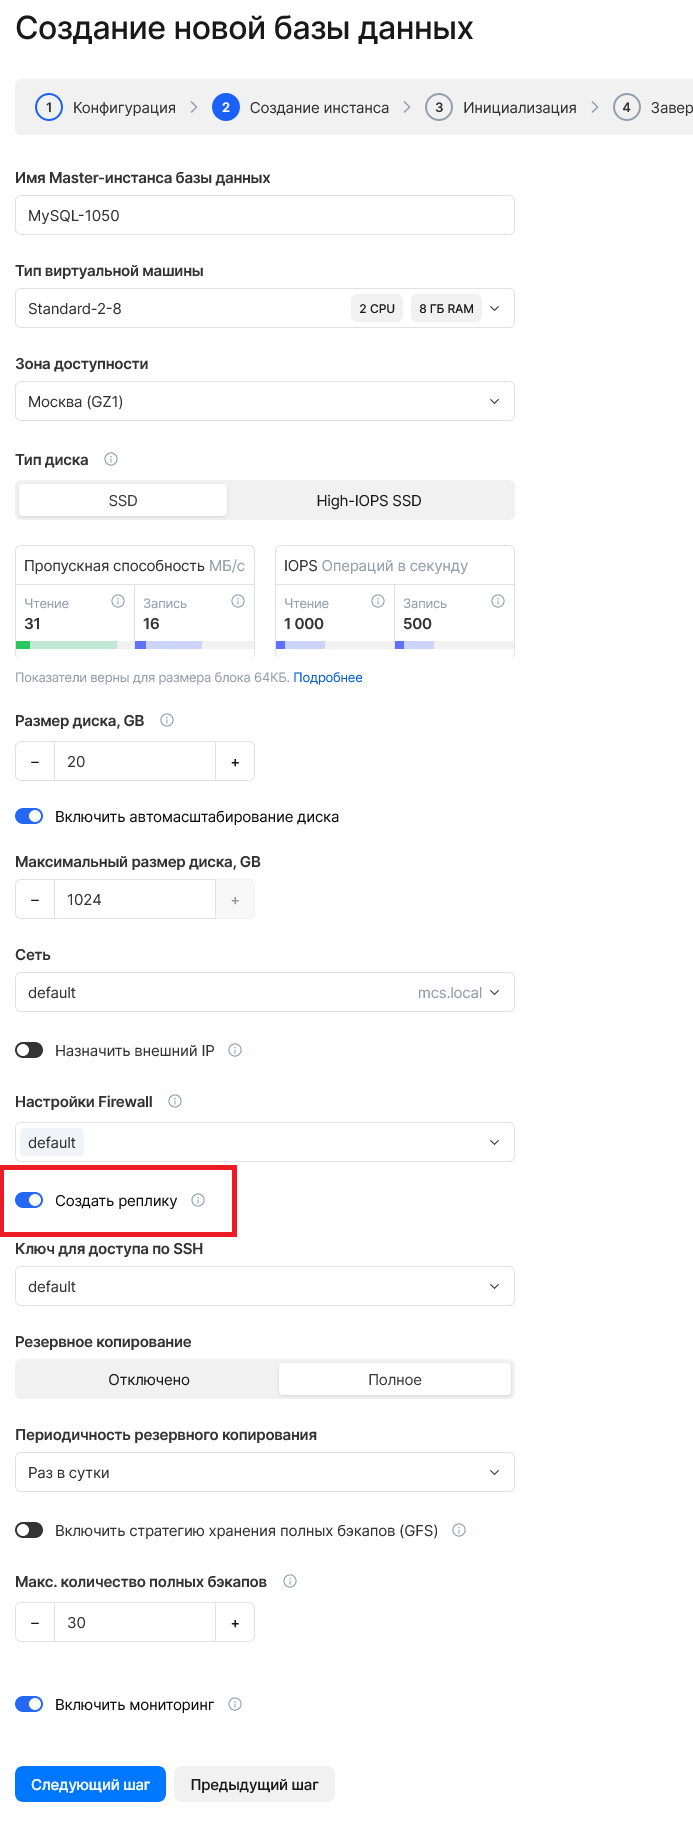 Создание новой базы данных
1 Конфигурация 2 Создание инстанса 3 Инициализация 4 Завер
Имя Master-инстанса базы данных
MySQL-1050
Тип виртуальной машины
Standard-2-8 2 CPU 8 ГБ RAM
Зона доступности
Москва (GZ1)
Тип диска
SSD High-IOPS SSD
Пропускная способность МБ/с IOPS Операций в секунду
Чтение Запись Чтение Запись
31 16 1 000 500
Показатели верны для размера блока 64КБ. Подробнее
Размер диска, GB
– 20 +
Включить автомасштабирование диска
Максимальный размер диска, GB
– 1024 +
Сеть
default mcs.local
Назначить внешний IP
Настройки Firewall
default
Создать реплику
Ключ для доступа по SSH
default
Резервное копирование
Отключено Полное
Периодичность резервного копирования
Раз в сутки
Включить стратегию хранения полных бэкапов (GFS)
Макс. количество полных бэкапов
– 30 +
Включить мониторинг
Следующий шаг Предыдущий шаг